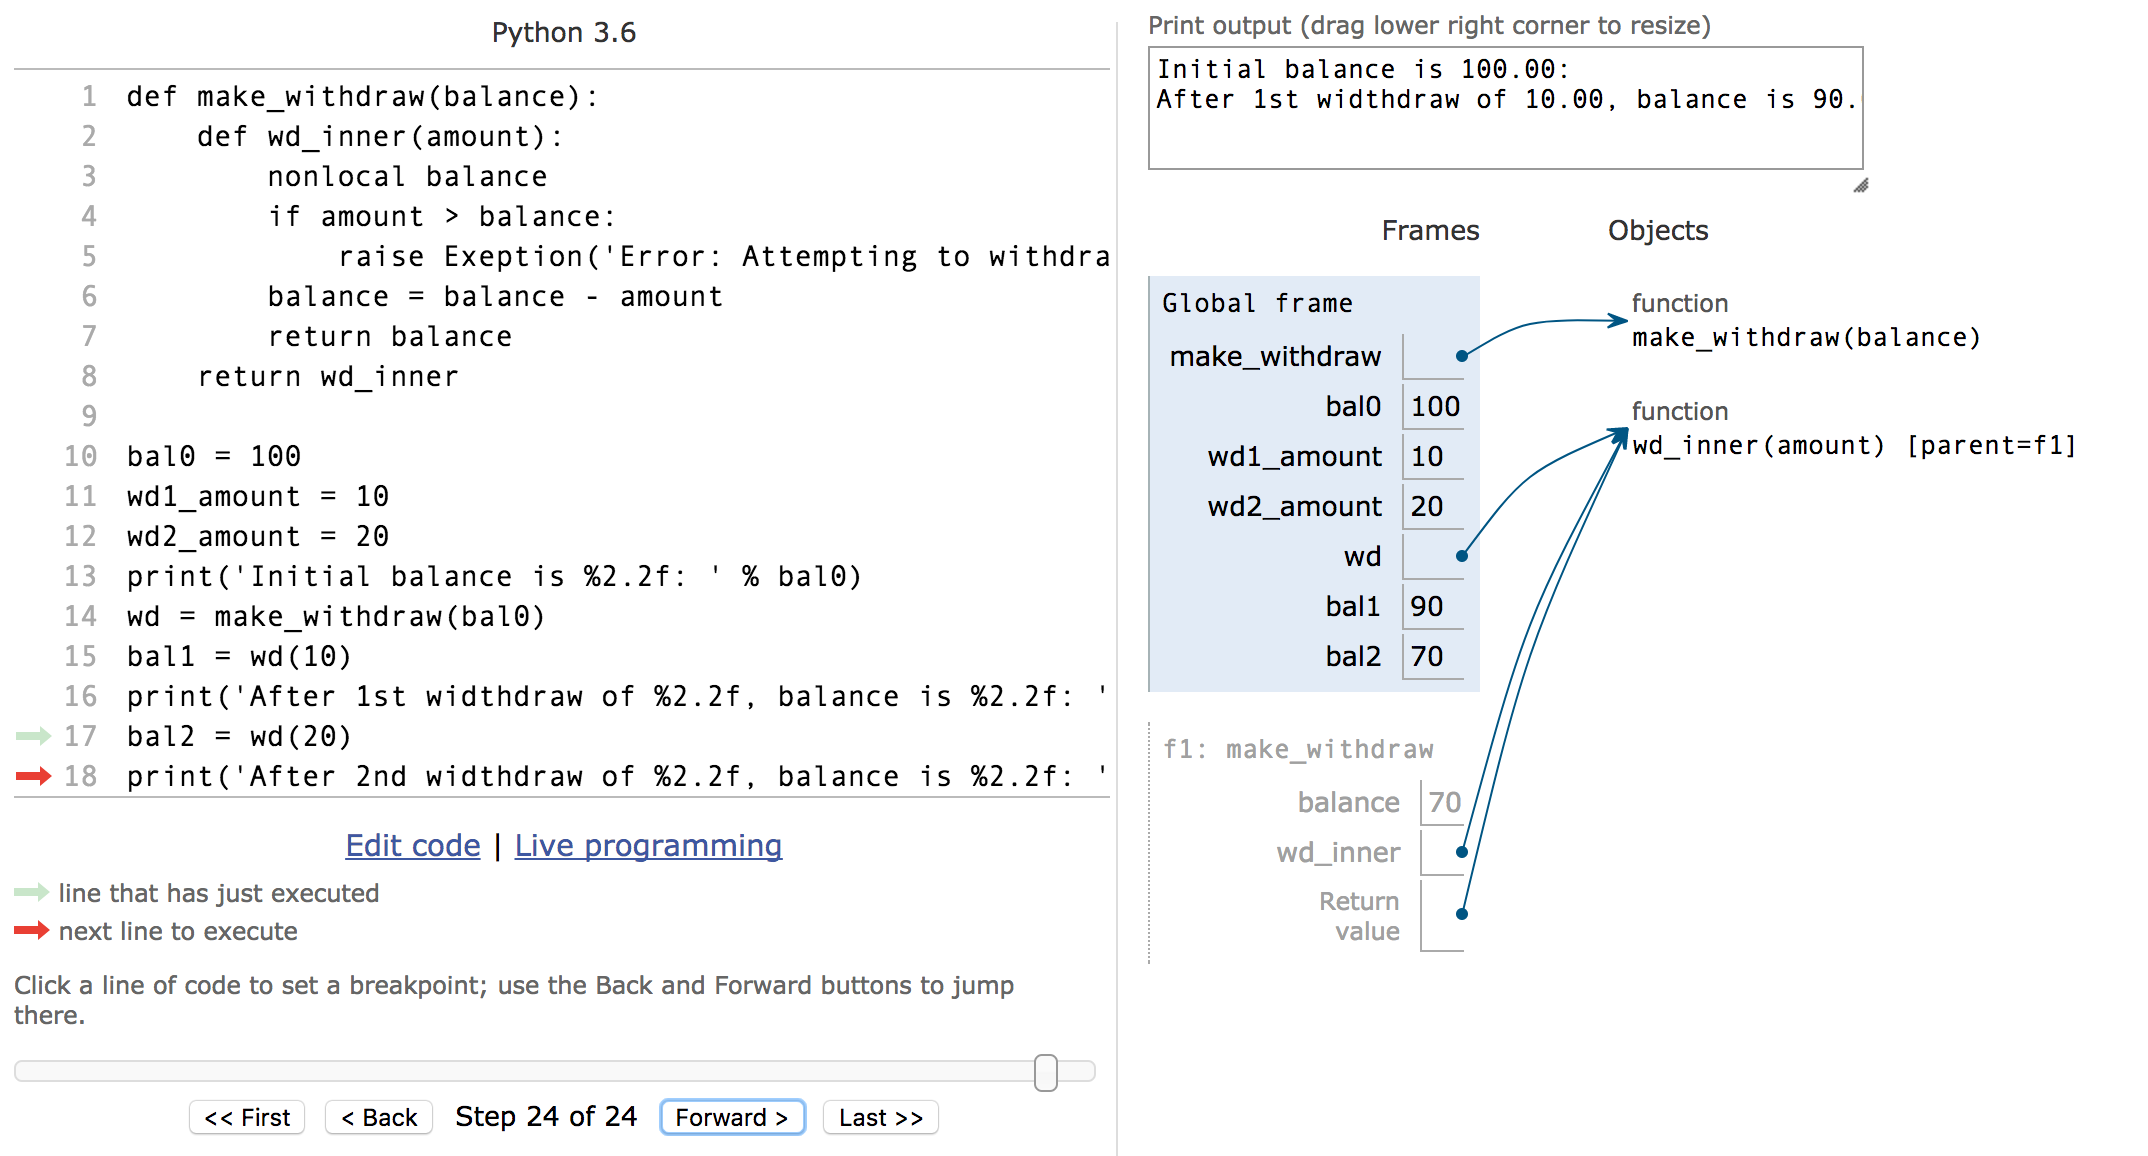 Python 3.6
1 def make_withdraw(balance):
2     def wd_inner(amount):
3         nonlocal balance
4         if amount > balance:
5             raise Exeption('Error: Attempting to withdra
6         balance = balance - amount
7         return balance
8     return wd_inner
9
10 bal0 = 100
11 wd1_amount = 10
12 wd2_amount = 20
13 print('Initial balance is %2.2f: ' % bal0)
14 wd = make_withdraw(bal0)
15 bal1 = wd(10)
16 print('After 1st widthdraw of %2.2f, balance is %2.2f: '
17 bal2 = wd(20)
18 print('After 2nd widthdraw of %2.2f, balance is %2.2f: '
Edit code | Live programming
line that has just executed
next line to execute
Click a line of code to set a breakpoint; use the Back and Forward buttons to jump
there.
<< First < Back Step 24 of 24 Forward > Last >>
Print output (drag lower right corner to resize)
Initial balance is 100.00:
After 1st widthdraw of 10.00, balance is 90.
Frames Objects
Global frame
make_withdraw
bal0 100
wd1_amount 10
wd2_amount 20
wd
bal1 90
bal2 70
function
make_withdraw(balance)
function
wd_inner(amount) [parent=f1]
f1: make_withdraw
balance 70
wd_inner
Return
value